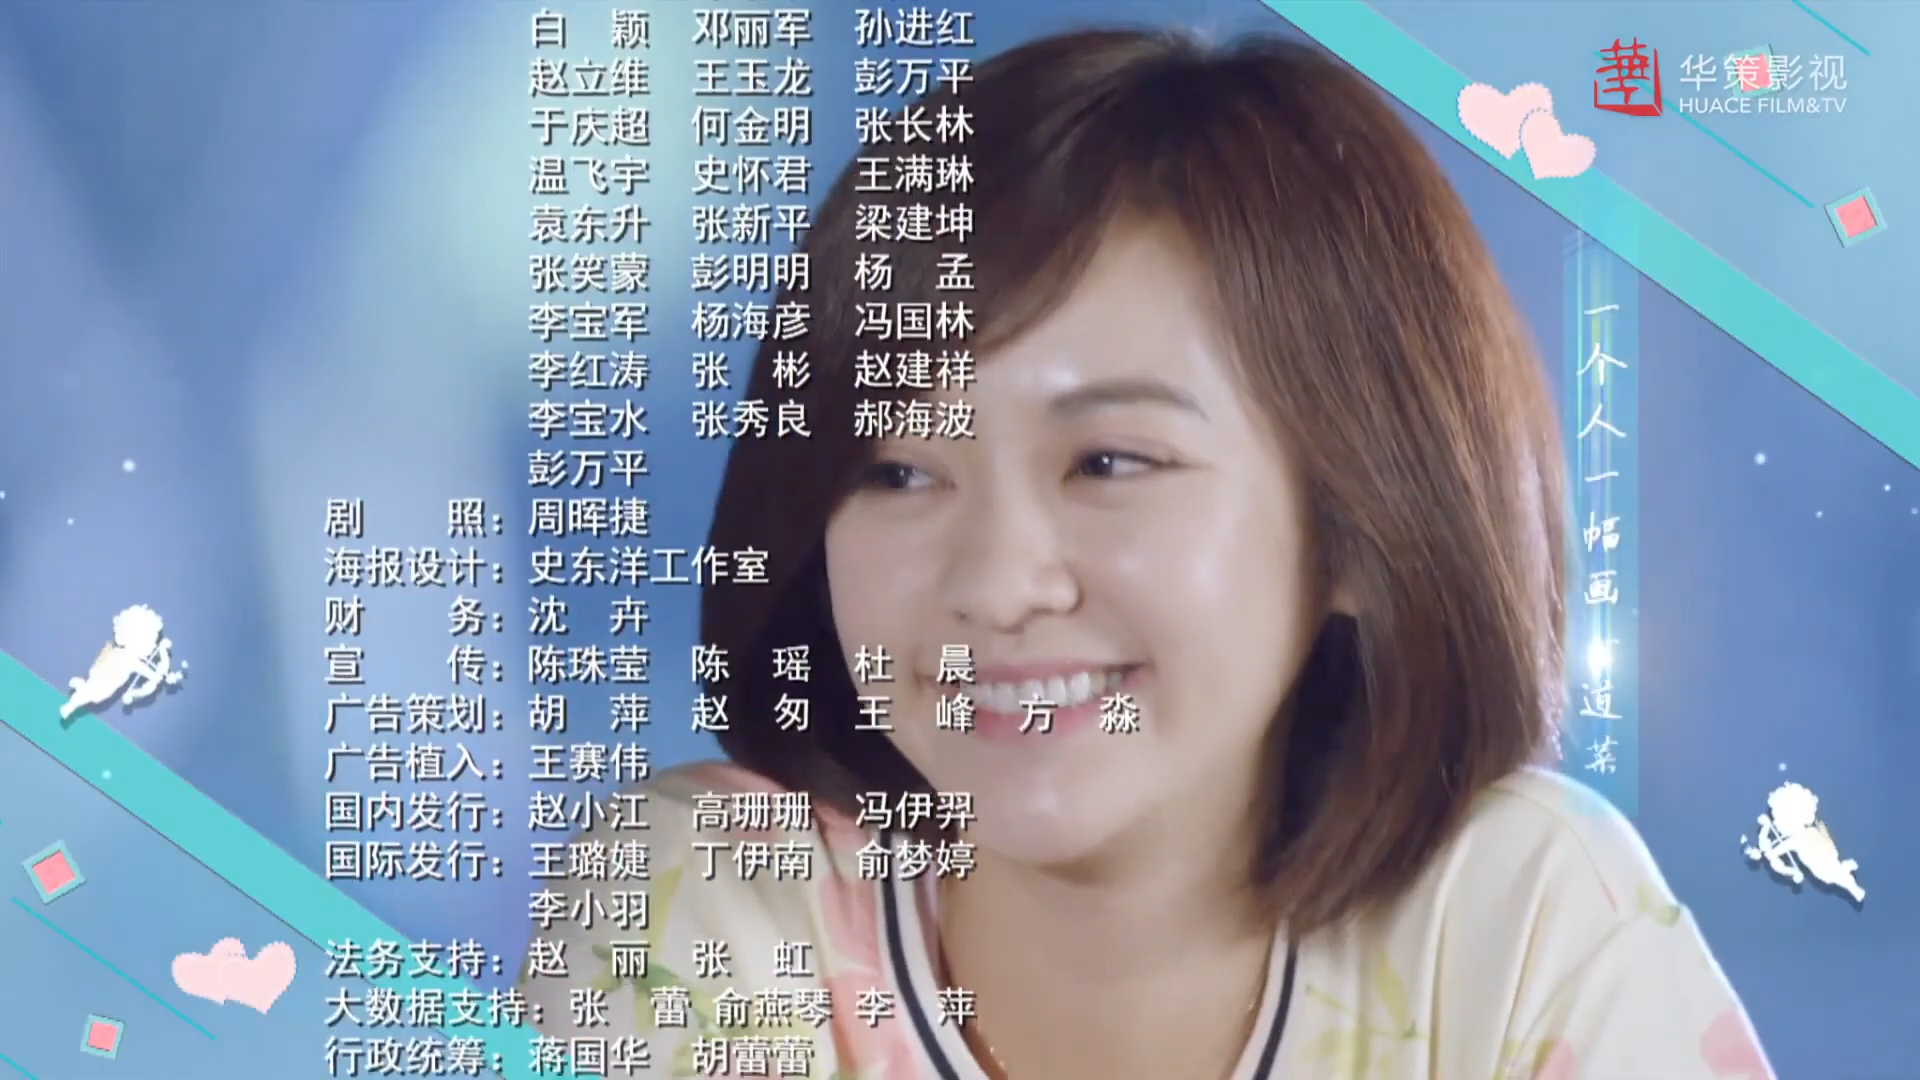 白　颖　邓丽军　孙进红
赵立维　王玉龙　彭万平
于庆超　何金明　张长林
温飞宇　史怀君　王满琳
袁东升　张新平　梁建坤
张笑蒙　彭明明　杨　孟
李宝军　杨海彦　冯国林
李红涛　张　彬　赵建祥
李宝水　张秀良　郝海波
彭万平
剧　　照：周晖捷
海报设计：史东洋工作室
财　　务：沈　卉
宣　　传：陈珠莹　陈　瑶　杜　晨
广告策划：胡　萍　赵　匆　王　峰　方　淼
广告植入：王赛伟
国内发行：赵小江　高珊珊　冯伊羿
国际发行：王璐婕　丁伊南　俞梦婷
李小羽
法务支持：赵　丽　张　虹
大数据支持：张　蕾 俞燕琴 李　萍
行政统筹：蒋国华　胡蕾蕾
華 华策影视
HUACE FILM&TV
一个人一幅画 道菜